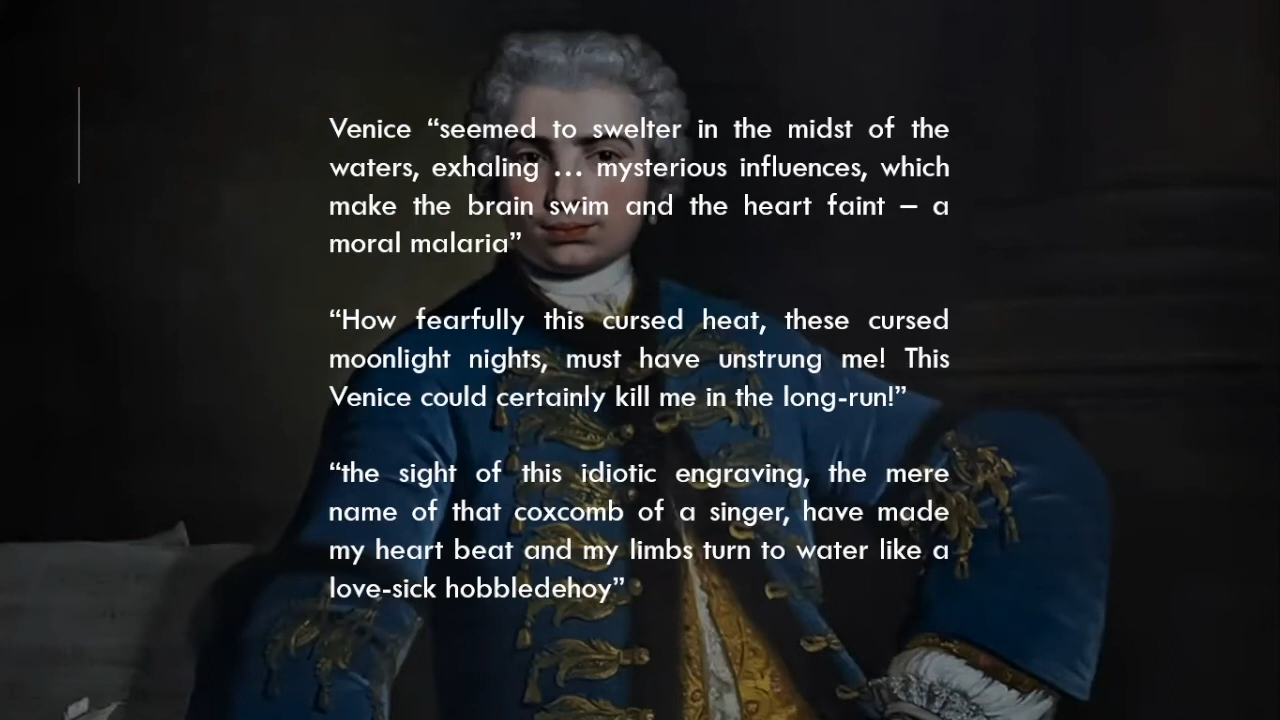 Venice “seemed to swelter in the midst of the
waters, exhaling … mysterious influences, which
make the brain swim and the heart faint – a
moral malaria”
“How fearfully this cursed heat, these cursed
moonlight nights, must have unstrung me! This
Venice could certainly kill me in the long-run!”
“the sight of this idiotic engraving, the mere
name of that coxcomb of a singer, have made
my heart beat and my limbs turn to water like a
love-sick hobbledehoy”